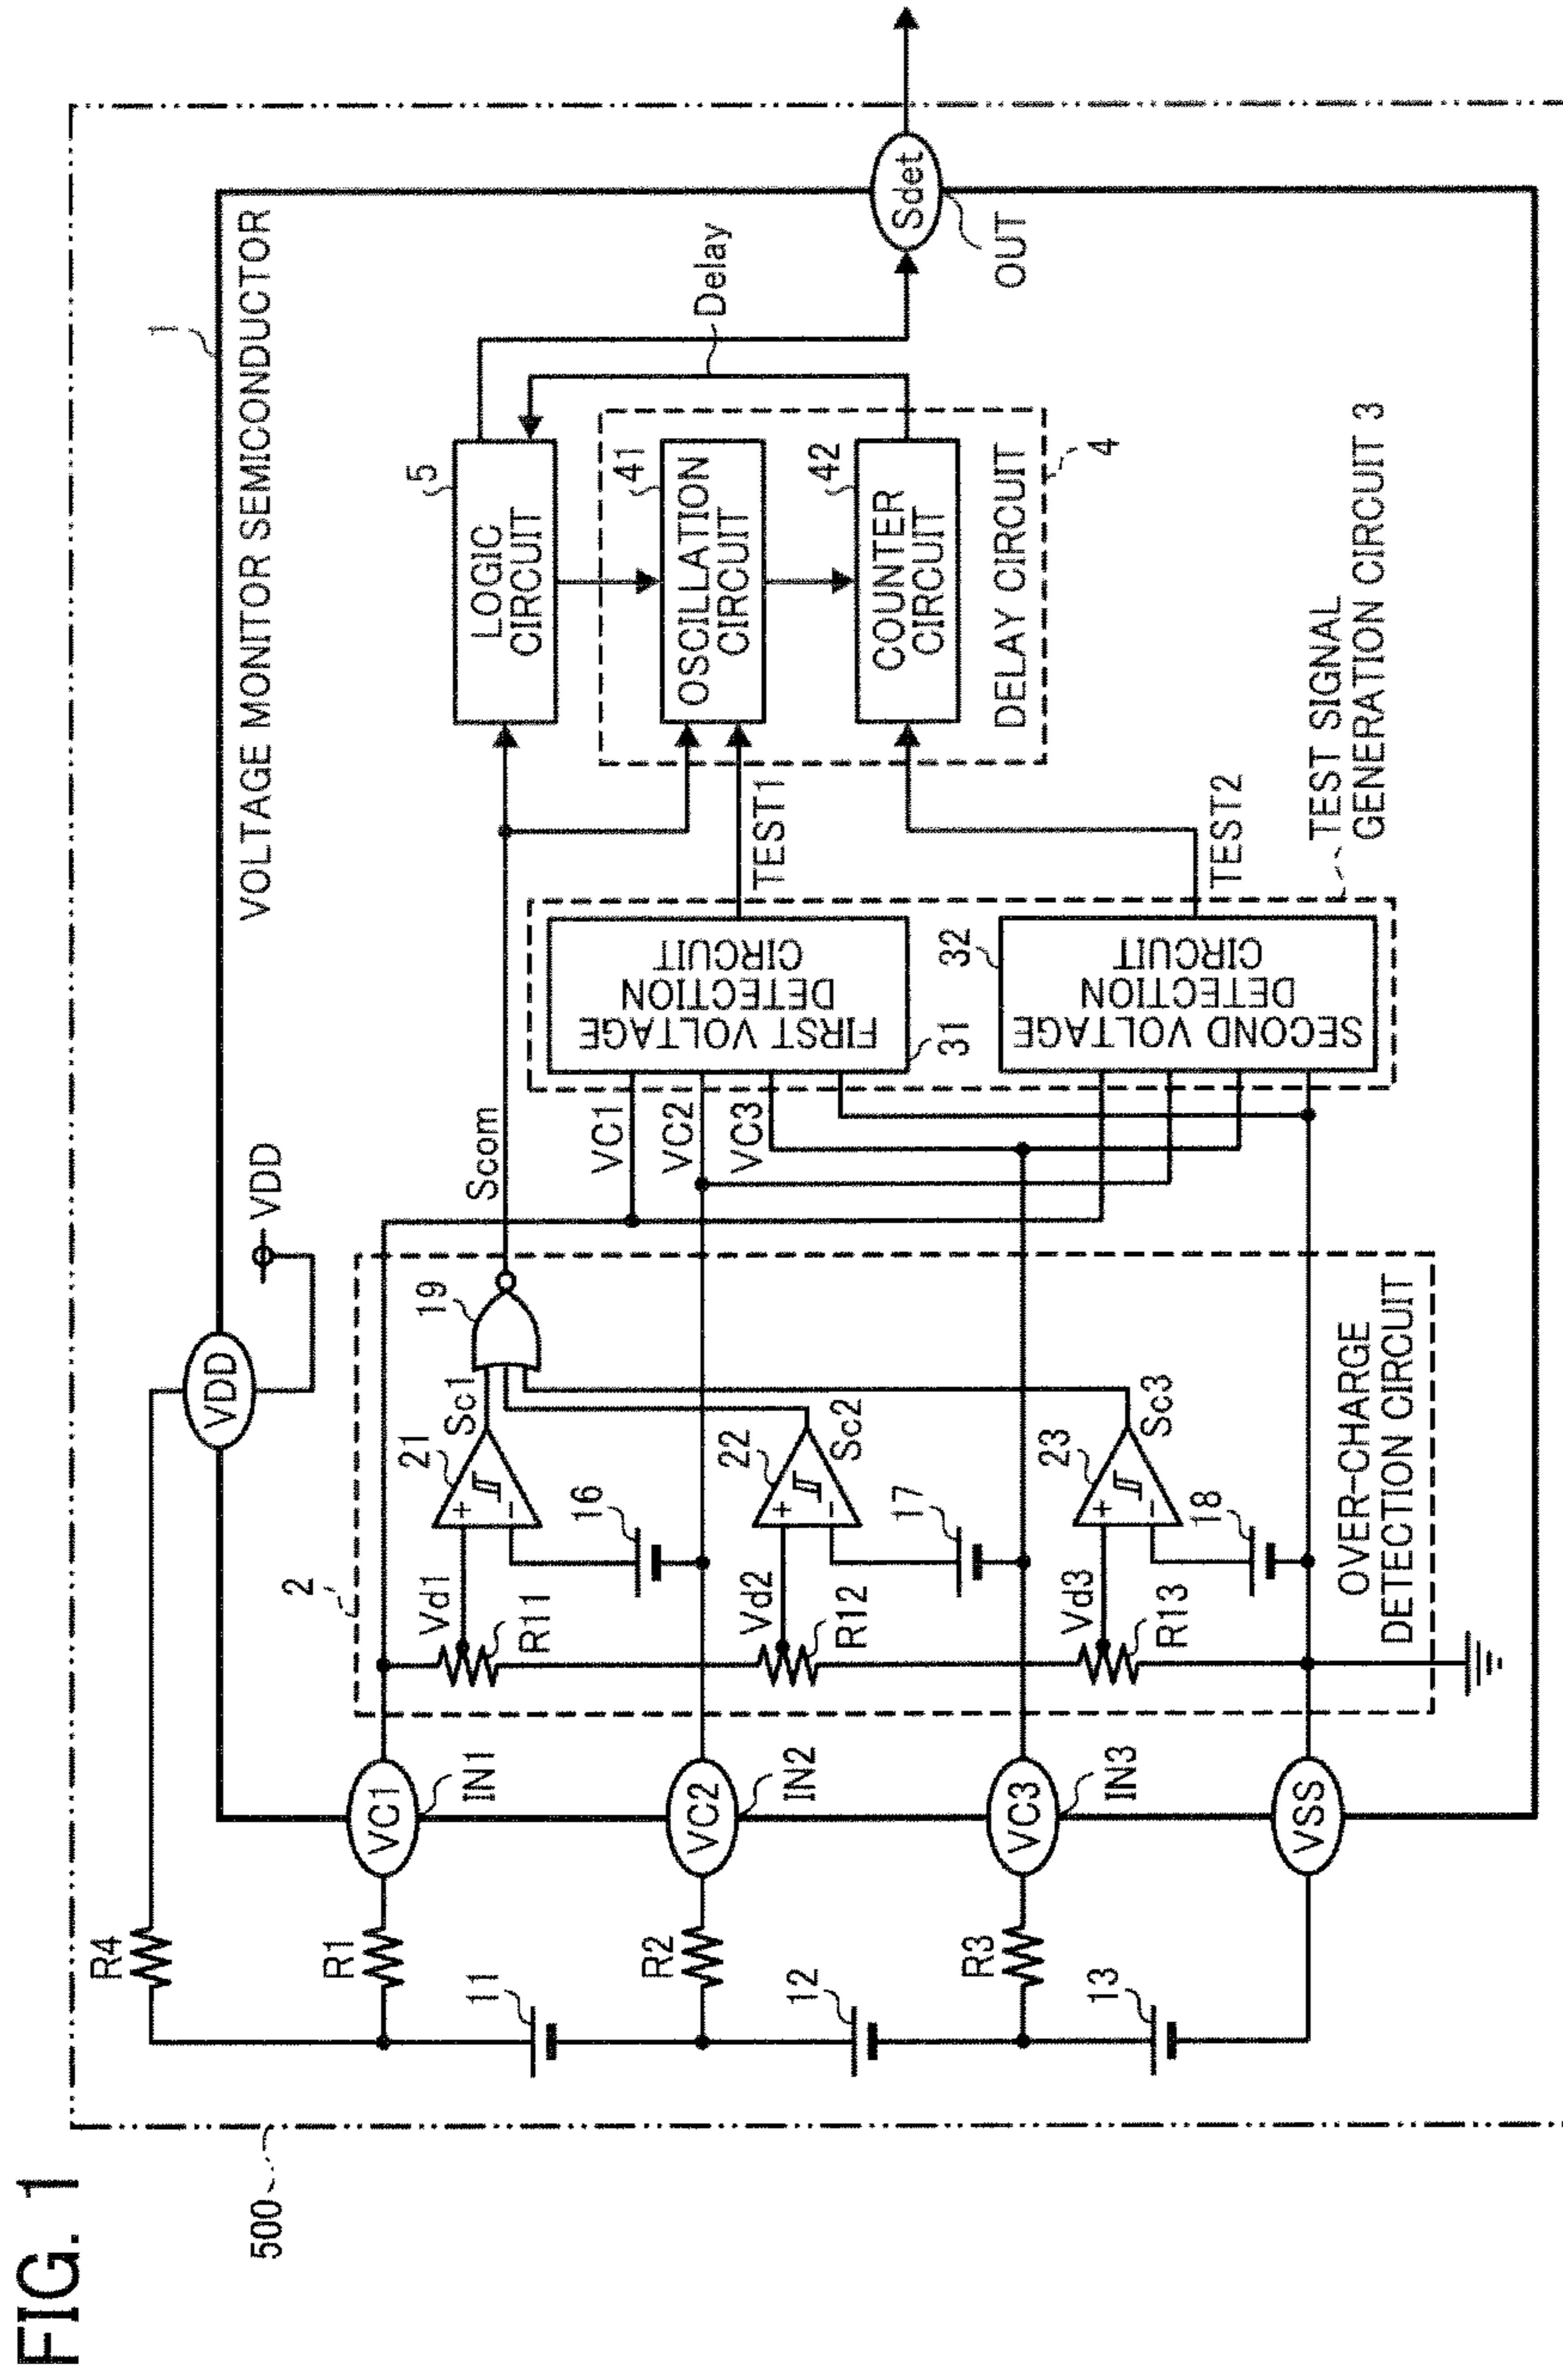 FIG. 1
500
1
VOLTAGE MONITOR SEMICONDUCTOR
R4
VDD
VDD
R1
VC1
IN1
11
R2
VC2
IN2
12
R3
VC3
IN3
13
VSS
2
Vd1
R11
21
+
-
Sc1
16
19
Scom
Vd2
R12
22
+
-
Sc2
17
Vd3
R13
23
+
-
Sc3
18
OVER-CHARGE
DETECTION CIRCUIT
VC1
VC2
VC3
FIRST VOLTAGE
DETECTION
CIRCUIT
31
SECOND VOLTAGE
DETECTION
CIRCUIT
32
TEST1
TEST2
TEST SIGNAL
GENERATION CIRCUIT 3
5
LOGIC
CIRCUIT
41
OSCILLATION
CIRCUIT
42
COUNTER
CIRCUIT
DELAY CIRCUIT
4
Delay
Sdet
OUT